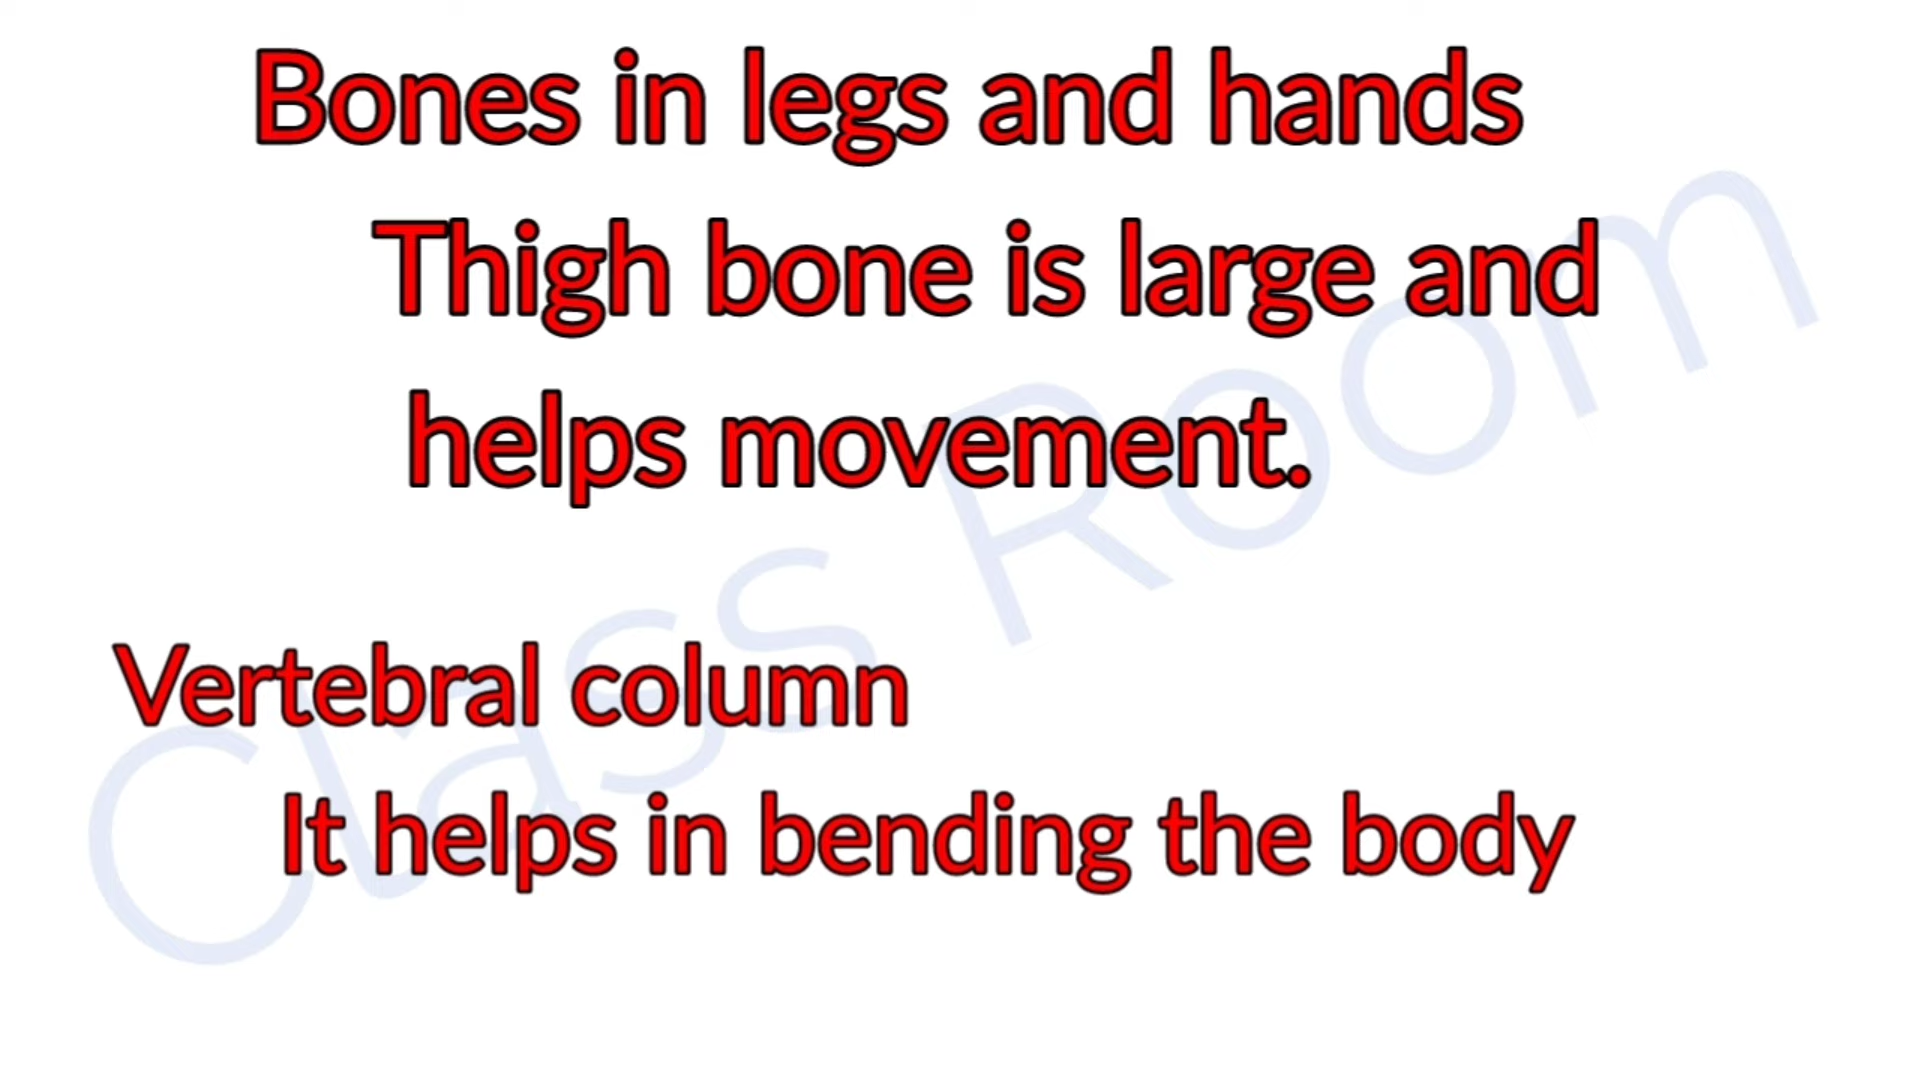 Bones in legs and hands
Thigh bone is large and
helps movement.
Vertebral column
It helps in bending the body
Class Room